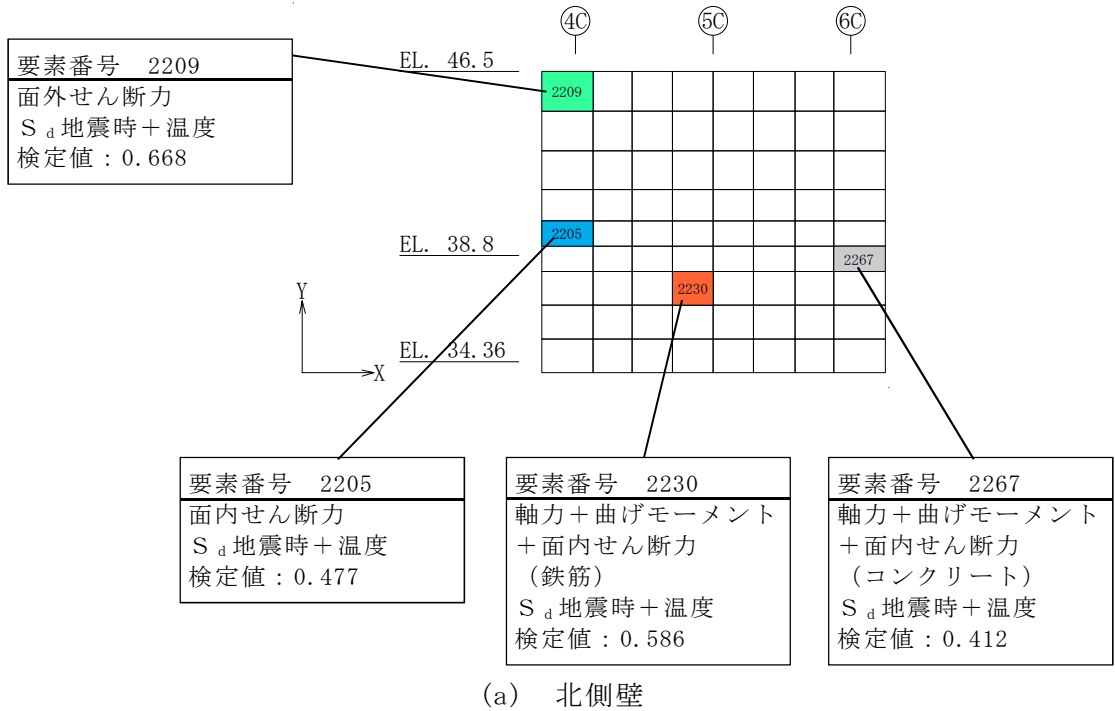 4C 5C 6C
要素番号 2209
面外せん断力
Sd地震時＋温度
検定値：0.668
EL. 46.5
2209
2205
EL. 38.8
2267
2230
Y
EL. 34.36
X
要素番号 2205
面内せん断力
Sd地震時＋温度
検定値：0.477
要素番号 2230
軸力＋曲げモーメント
＋面内せん断力
（鉄筋）
Sd地震時＋温度
検定値：0.586
要素番号 2267
軸力＋曲げモーメント
＋面内せん断力
（コンクリート）
Sd地震時＋温度
検定値：0.412
(a) 北側壁